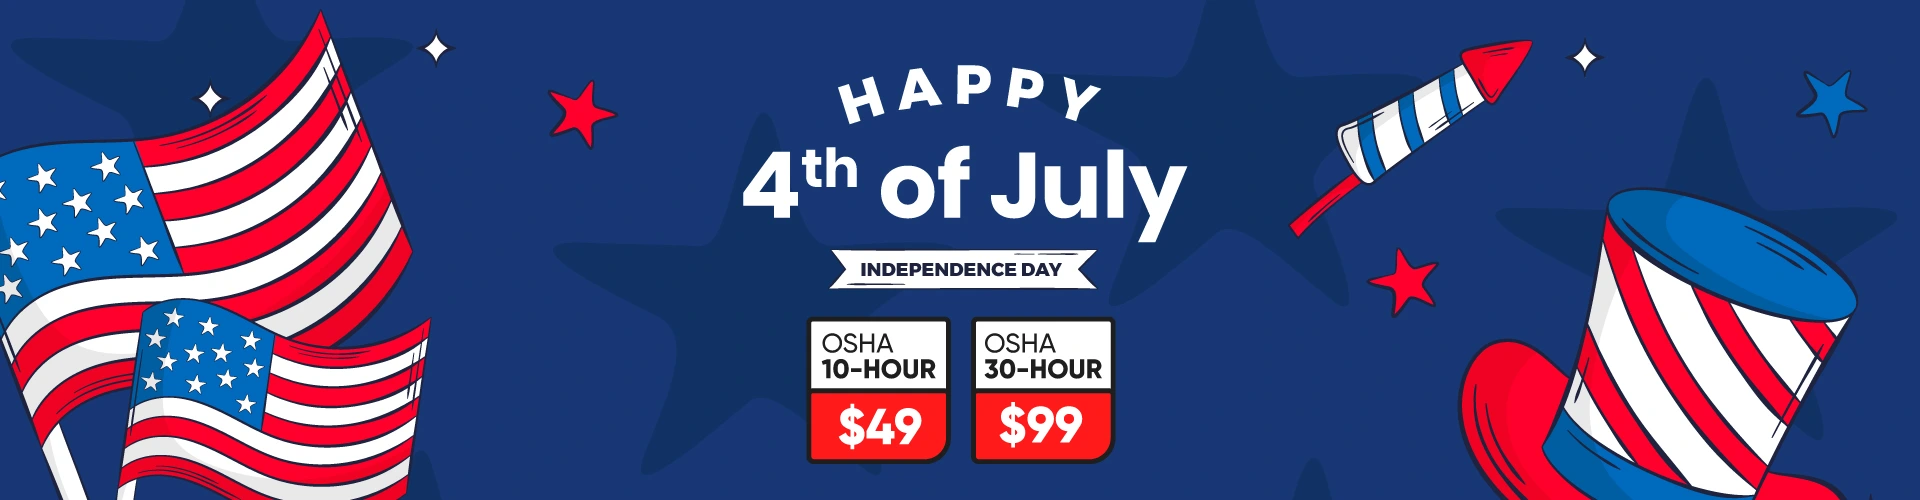 HAPPY
4th of July
INDEPENDENCE DAY
OSHA
10-HOUR
$49
OSHA
30-HOUR
$99